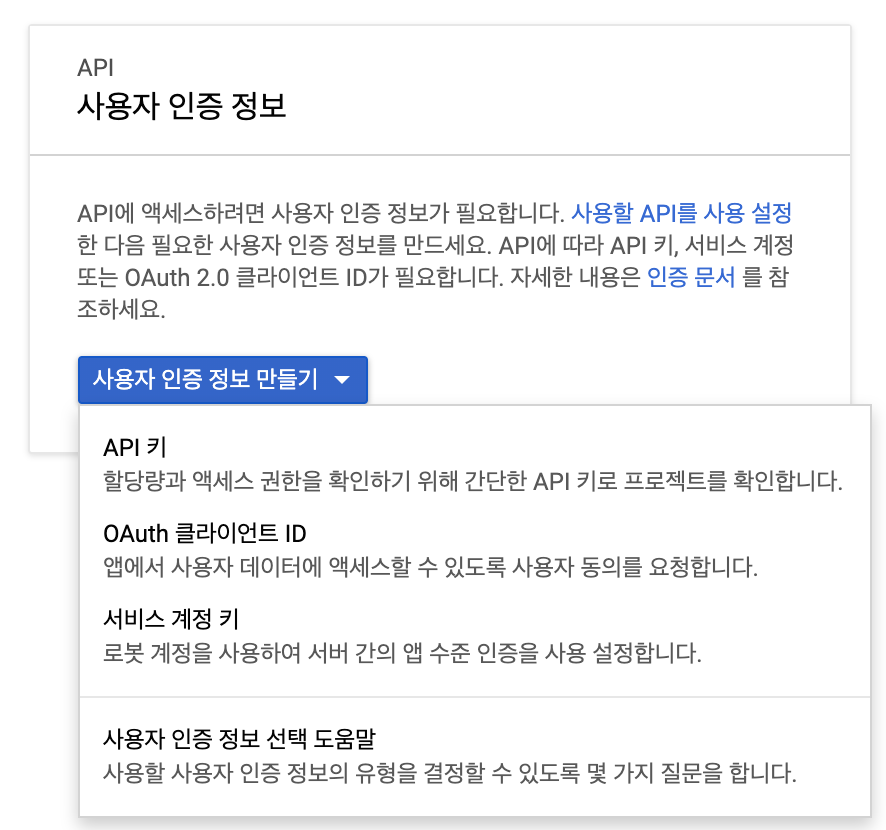 API
사용자 인증 정보
API에 액세스하려면 사용자 인증 정보가 필요합니다. 사용할 API를 사용 설정
한 다음 필요한 사용자 인증 정보를 만드세요. API에 따라 API 키, 서비스 계정
또는 OAuth 2.0 클라이언트 ID가 필요합니다. 자세한 내용은 인증 문서 를 참
조하세요.
사용자 인증 정보 만들기
API 키
할당량과 액세스 권한을 확인하기 위해 간단한 API 키로 프로젝트를 확인합니다.
OAuth 클라이언트 ID
앱에서 사용자 데이터에 액세스할 수 있도록 사용자 동의를 요청합니다.
서비스 계정 키
로봇 계정을 사용하여 서버 간의 앱 수준 인증을 사용 설정합니다.
사용자 인증 정보 선택 도움말
사용할 사용자 인증 정보의 유형을 결정할 수 있도록 몇 가지 질문을 합니다.